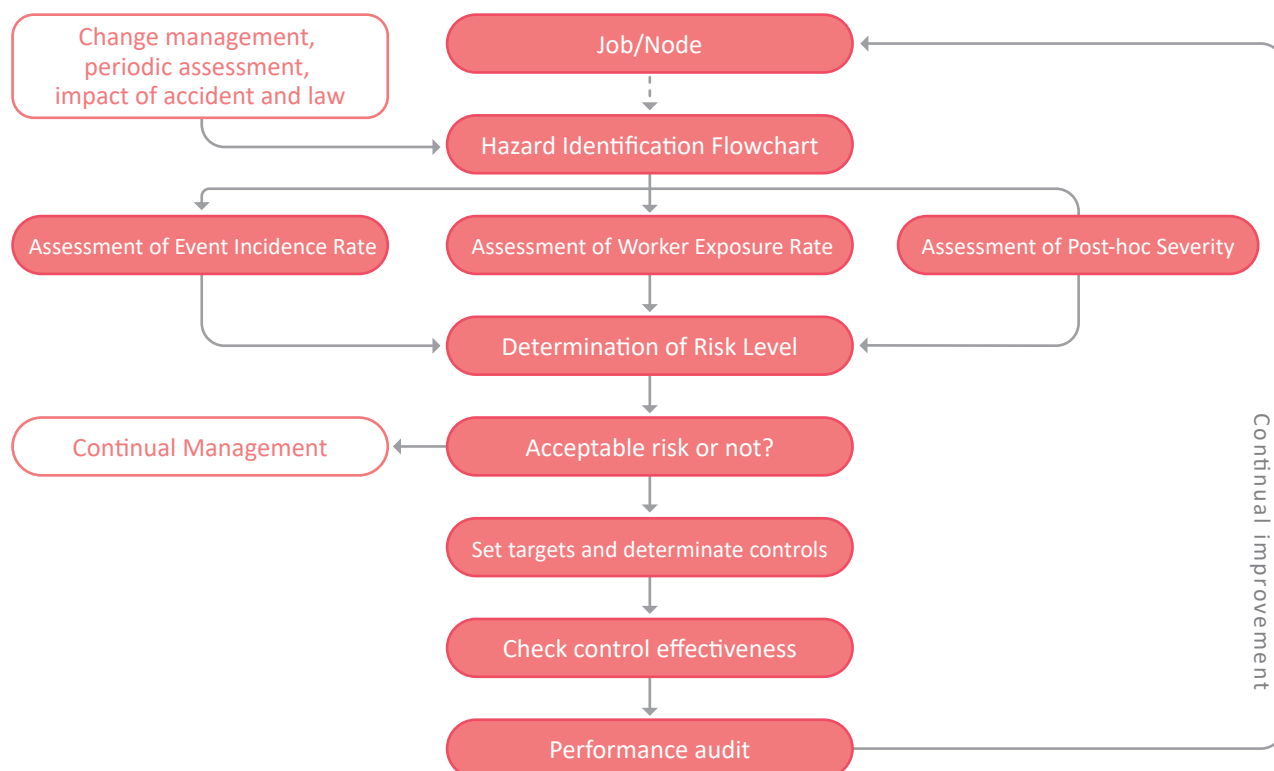 Change management,
periodic assessment,
impact of accident and law
Job/Node
Hazard Identification Flowchart
Assessment of Event Incidence Rate
Assessment of Worker Exposure Rate
Assessment of Post-hoc Severity
Determination of Risk Level
Continual Management
Acceptable risk or not?
Set targets and determinate controls
Check control effectiveness
Performance audit
Continual improvement